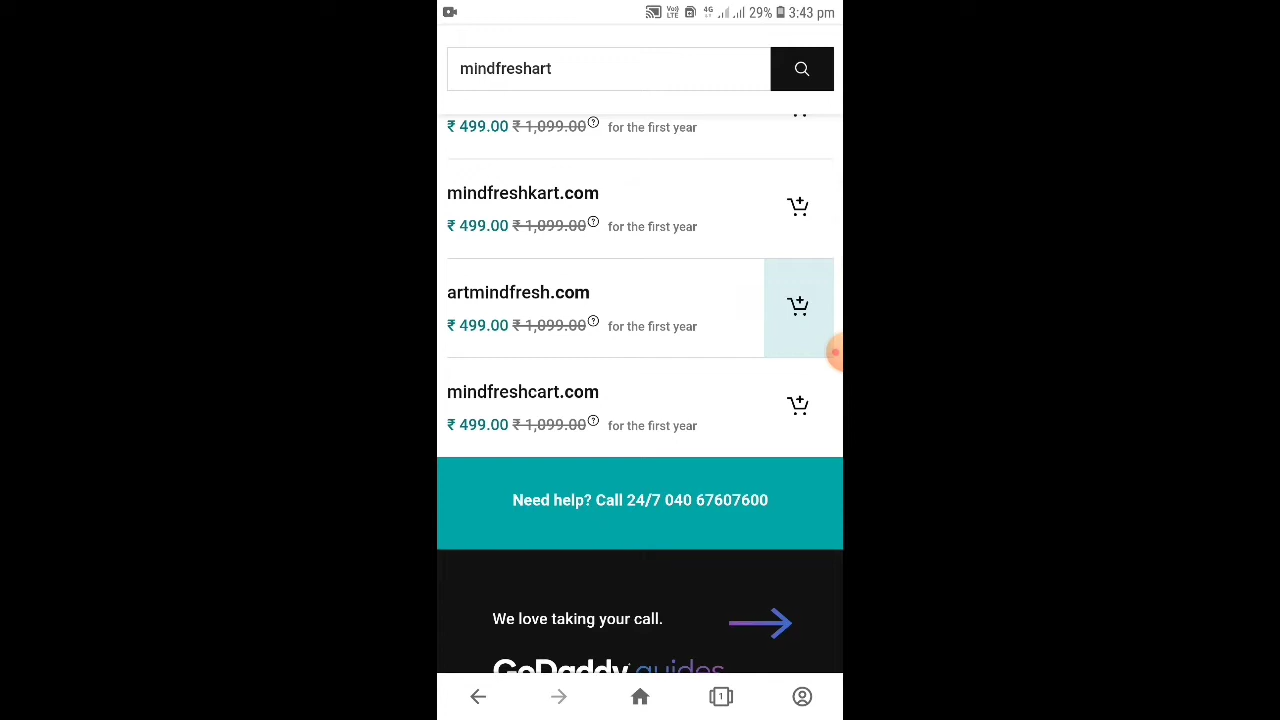 VoLTE 4G 29% 3:43 pm
mindfreshart
₹ 499.00 ₹ 1,099.00 ? for the first year
mindfreshkart.com
₹ 499.00 ₹ 1,099.00 ? for the first year
artmindfresh.com
₹ 499.00 ₹ 1,099.00 ? for the first year
mindfreshcart.com
₹ 499.00 ₹ 1,099.00 ? for the first year
Need help? Call 24/7 040 67607600
We love taking your call.
GoDaddy guides
1